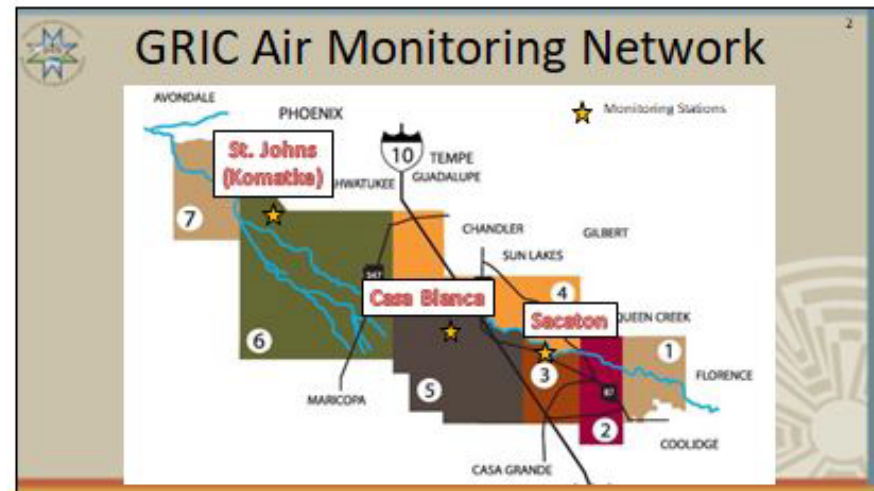 2
GRIC Air Monitoring Network
AVONDALE
PHOENIX
Monitoring Stations
St. Johns
(Komatke)
10
TEMPE
HWATUKEE
GUADALUPE
7
CHANDLER
GILBERT
SUN LAKES
347
Casa Blanca
4
Sacaton
QUEEN CREEK
6
1
5
3
FLORENCE
87
MARICOPA
2
COOLIDGE
CASA GRANDE